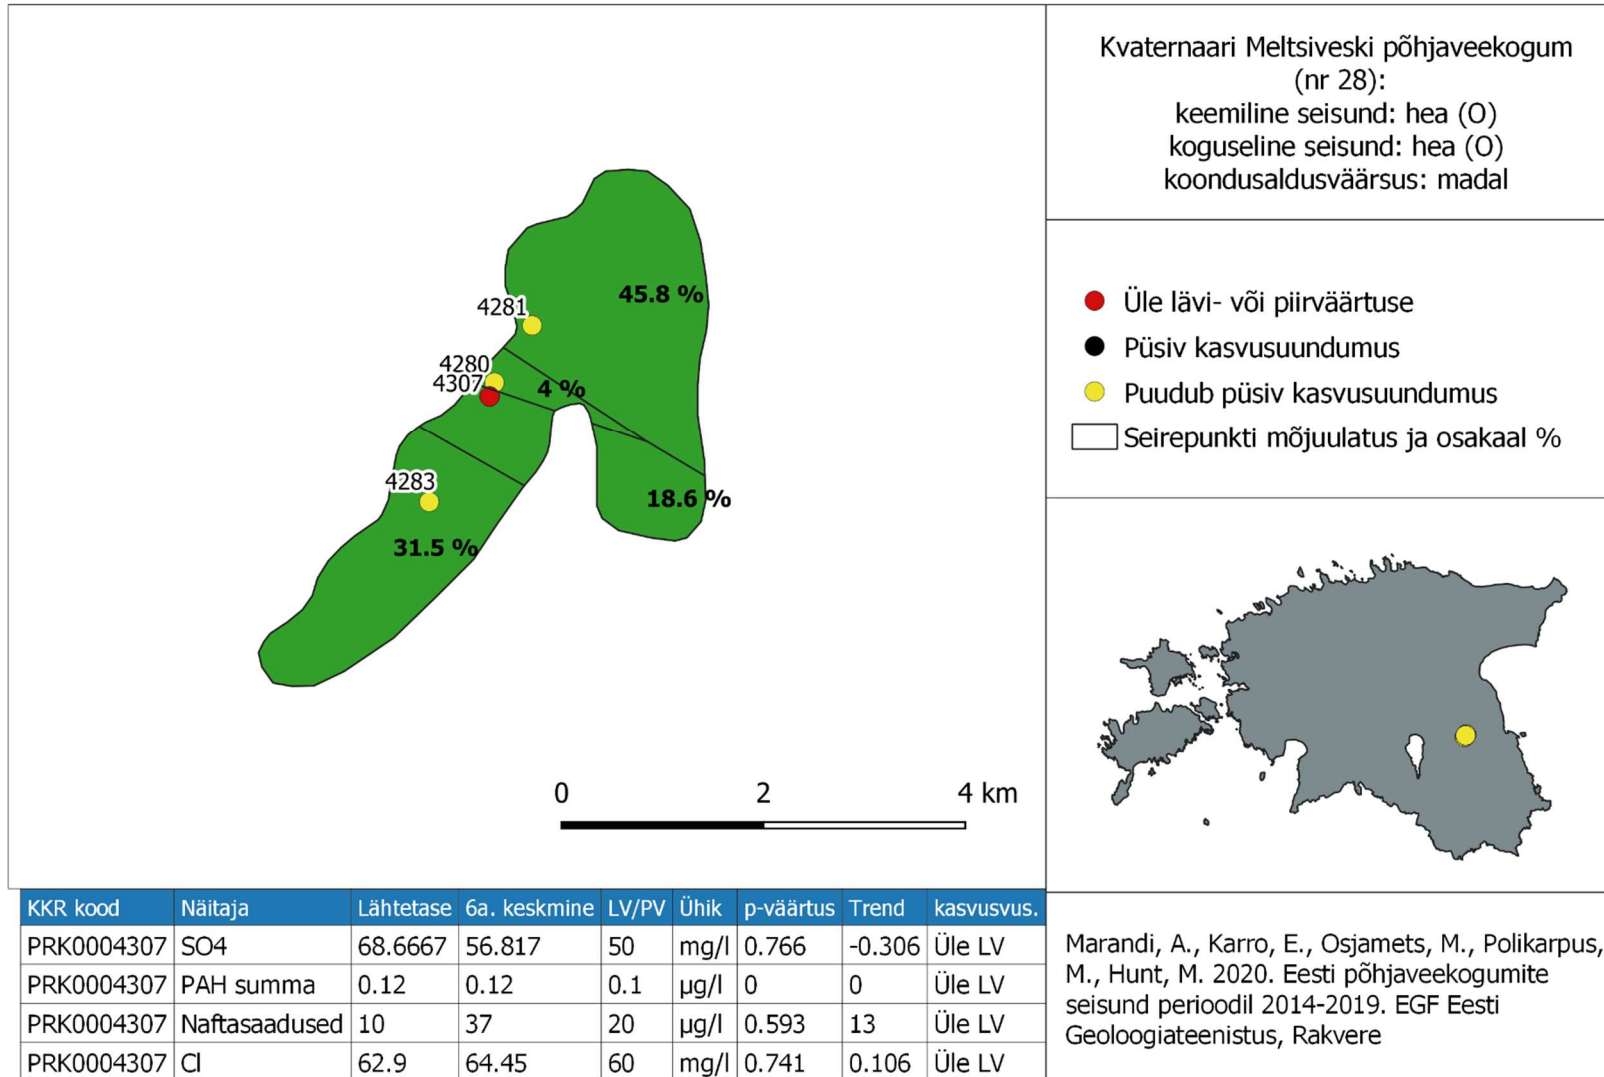 Kvaternaari Meltsiveski põhjaveekogum
(nr 28):
keemiline seisund: hea (O)
koguseline seisund: hea (O)
koondusaldusväärsus: madal
45.8 %
4281
4280
4307
4 %
4283
18.6 %
31.5 %
0 2 4 km
Üle lävi- või piirväärtuse
Püsiv kasvusuundumus
Puudub püsiv kasvusuundumus
Seirepunkti mõjuulatus ja osakaal %
KKR kood Näitaja Lähtetase 6a. keskmine LV/PV Ühik p-väärtus Trend kasvusvus.
PRK0004307 SO4 68.6667 56.817 50 mg/l 0.766 -0.306 Üle LV
PRK0004307 PAH summa 0.12 0.12 0.1 µg/l 0 0 Üle LV
PRK0004307 Naftasaadused 10 37 20 µg/l 0.593 13 Üle LV
PRK0004307 Cl 62.9 64.45 60 mg/l 0.741 0.106 Üle LV
Marandi, A., Karro, E., Osjamets, M., Polikarpus,
M., Hunt, M. 2020. Eesti põhjaveekogumite
seisund perioodil 2014-2019. EGF Eesti
Geoloogiateenistus, Rakvere